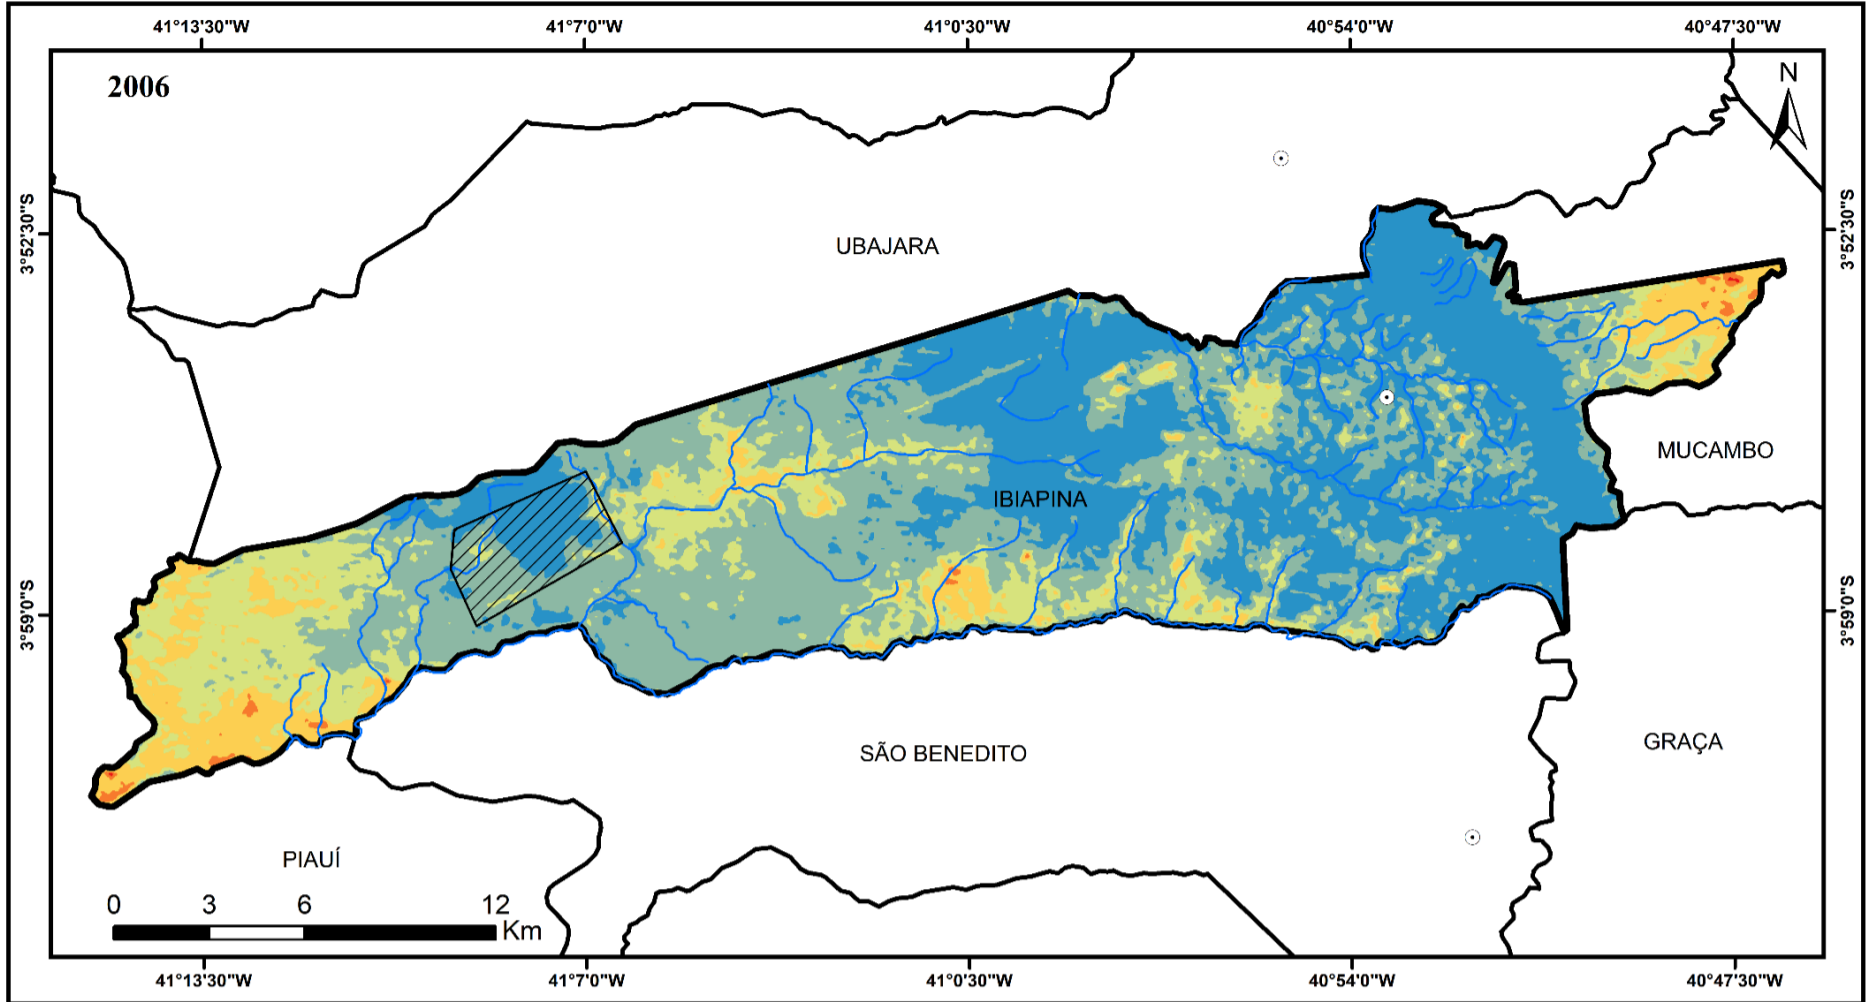 41°13'30"W 41°7'0"W 41°0'30"W 40°54'0"W 40°47'30"W
2006
N
3°52'30"S 3°52'30"S
UBAJARA
MUCAMBO
IBIAPINA
3°59'0"S 3°59'0"S
SÃO BENEDITO
GRAÇA
PIAUÍ
0 3 6 12
Km
41°13'30"W 41°7'0"W 41°0'30"W 40°54'0"W 40°47'30"W